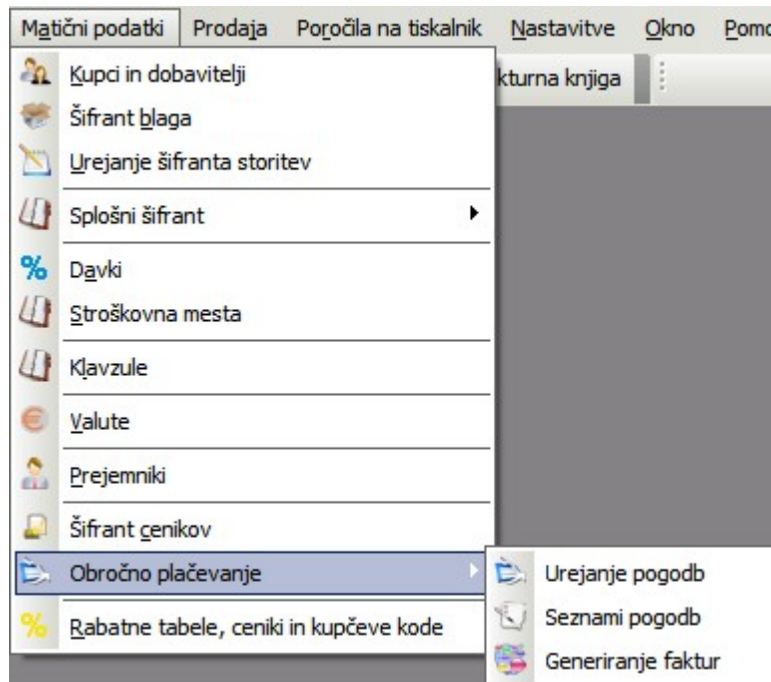 Matični podatki Prodaja Poročila na tiskalnik Nastavitve Okno
Kupci in dobavitelji
knjiga
Šifrant blaga
Urejanje šifranta storitev
Splošni šifrant
% Davki
Stroškovna mesta
Klavzule
€ Valute
Prejemniki
Šifrant cenikov
Obročno plačevanje
Urejanje pogodb
Seznami pogodb
% Rabatne tabele, ceniki in kupčeve kode
Generiranje faktur